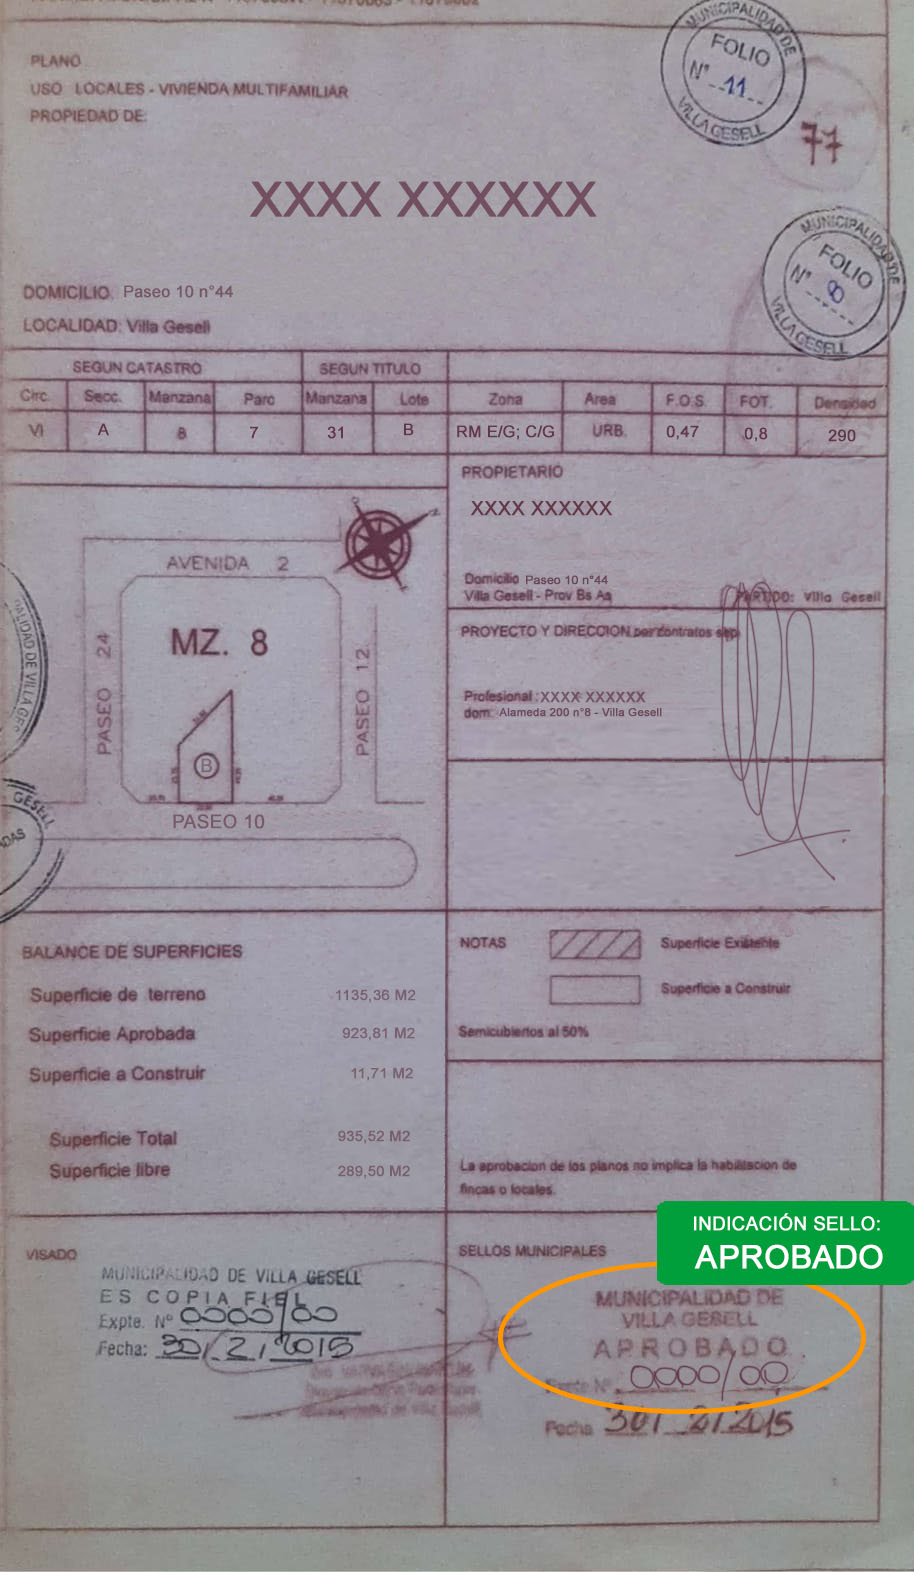 PLANO
USO LOCALES - VIVIENDA MULTIFAMILIAR
PROPIEDAD DE:
MUNICIPALIDAD DE
FOLIO
N° 11
VILLA GESELL
77
XXXX XXXXXX
MUNICIPALIDAD DE
FOLIO
N°
VILLA GESELL
DOMICILIO: Paseo 10 n°44
LOCALIDAD: Villa Gesell
SEGUN CATASTRO SEGUN TITULO
Circ. Secc. Manzana Parc Manzana Lote Zona Area F.O.S. FOT. Densidad
VI A 8 7 31 B RM E/G; C/G URB. 0,47 0,8 290
PROPIETARIO
XXXX XXXXXX
Domicilio Paseo 10 n°44
Villa Gesell - Prov Bs As
PARTIDO: Villa Gesell
AVENIDA 2
PASEO 24
MZ. 8
PASEO 12
B
PASEO 10
PROYECTO Y DIRECCION por contratos sep.
Profesional : XXXX XXXXXX
dom: Alameda 200 n°8 - Villa Gesell
DAD DE VILLA GES
GESELL
ADAS
BALANCE DE SUPERFICIES
Superficie de terreno 1135,36 M2
Superficie Aprobada 923,81 M2
Superficie a Construir 11,71 M2
Superficie Total 935,52 M2
Superficie libre 289,50 M2
NOTAS
Superficie Existente
Superficie a Construir
Semicubiertos al 50%
La aprobacion de los planos no implica la habilitacion de
fincas o locales.
VISADO
MUNICIPALIDAD DE VILLA GESELL
ES COPIA FIEL
Expte. N° 0000/00
Fecha: 30/2/2015
SELLOS MUNICIPALES
INDICACIÓN SELLO:
APROBADO
MUNICIPALIDAD DE
VILLA GESELL
APROBADO
Expte N° 0000/00
Fecha 30/2/2015